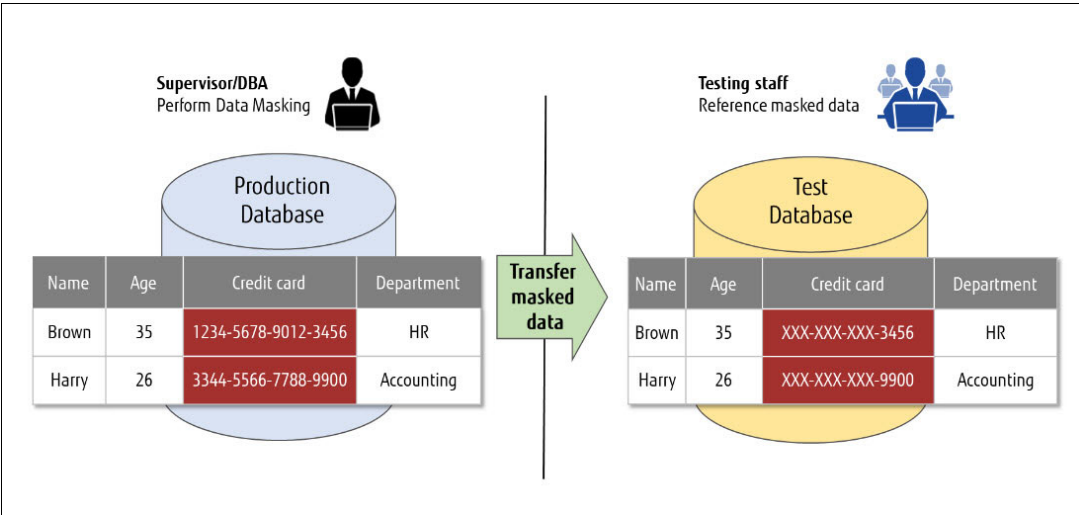 Supervisor/DBA
Perform Data Masking
Testing staff
Reference masked data
Production
Database
Test
Database
Name Age Credit card Department
Brown 35 1234-5678-9012-3456 HR
Harry 26 3344-5566-7788-9900 Accounting
Transfer
masked
data
Name Age Credit card Department
Brown 35 XXX-XXX-XXX-3456 HR
Harry 26 XXX-XXX-XXX-9900 Accounting